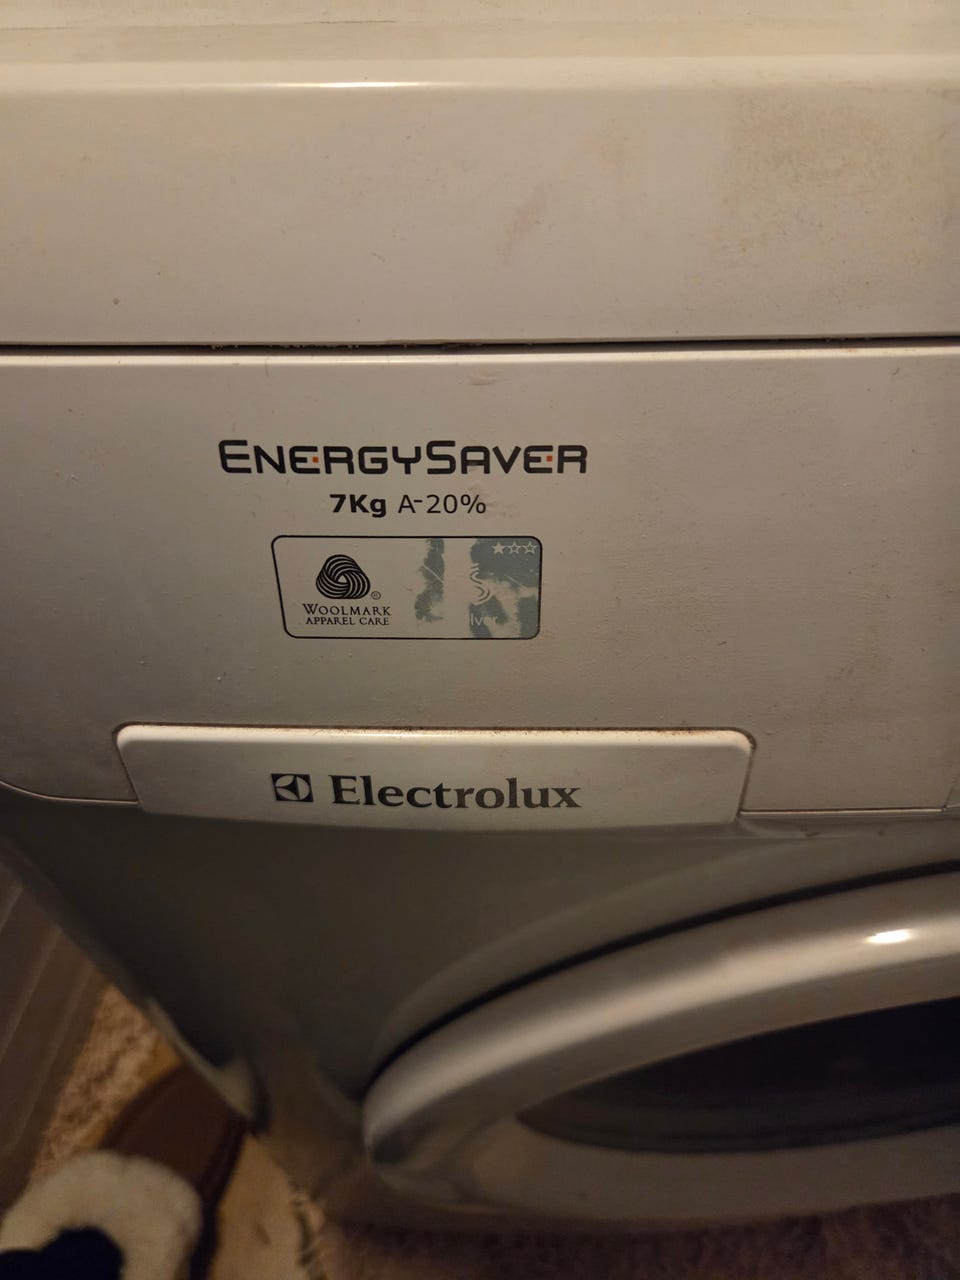 ENERGYSAVER
7Kg A-20%
WOOLMARK
APPAREL CARE
Electrolux